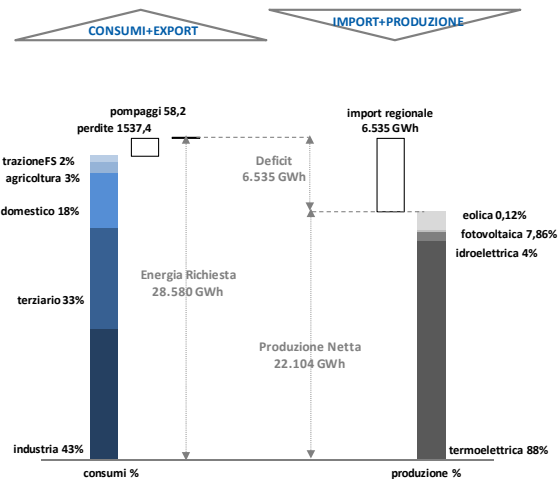 CONSUMI+EXPORT
IMPORT+PRODUZIONE
pompaggi 58,2
perdite 1537,4
import regionale
6.535 GWh
trazioneFS 2%
agricoltura 3%
domestico 18%
terziario 33%
industria 43%
consumi %
Deficit
6.535 GWh
Energia Richiesta
28.580 GWh
Produzione Netta
22.104 GWh
eolica 0,12%
fotovoltaica 7,86%
idroelettrica 4%
termoelettrica 88%
produzione %